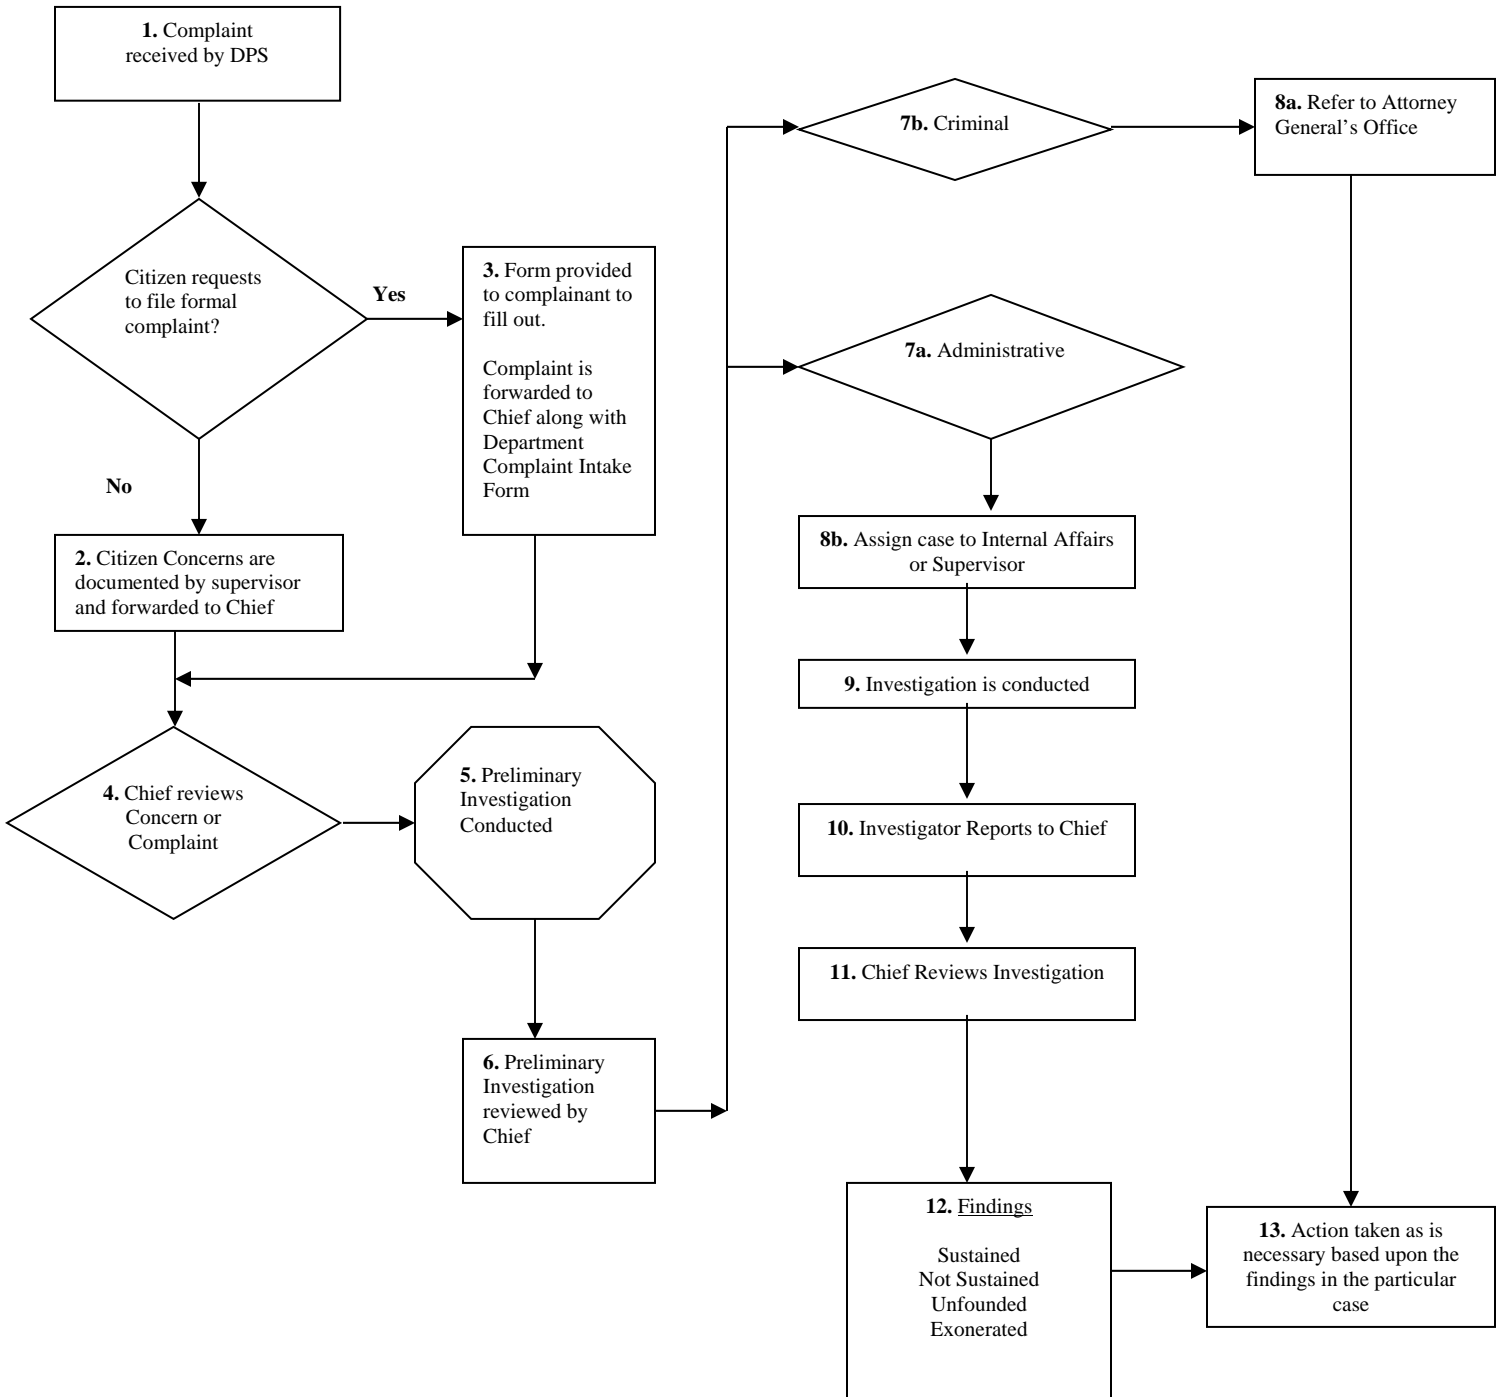 1. Complaint
received by DPS
Citizen requests
to file formal
complaint?
Yes
No
2. Citizen Concerns are
documented by supervisor
and forwarded to Chief
3. Form provided
to complainant to
fill out.
Complaint is
forwarded to
Chief along with
Department
Complaint Intake
Form
4. Chief reviews
Concern or
Complaint
5. Preliminary
Investigation
Conducted
6. Preliminary
Investigation
reviewed by
Chief
7b. Criminal
8a. Refer to Attorney
General’s Office
7a. Administrative
8b. Assign case to Internal Affairs
or Supervisor
9. Investigation is conducted
10. Investigator Reports to Chief
11. Chief Reviews Investigation
12. Findings
Sustained
Not Sustained
Unfounded
Exonerated
13. Action taken as is
necessary based upon the
findings in the particular
case